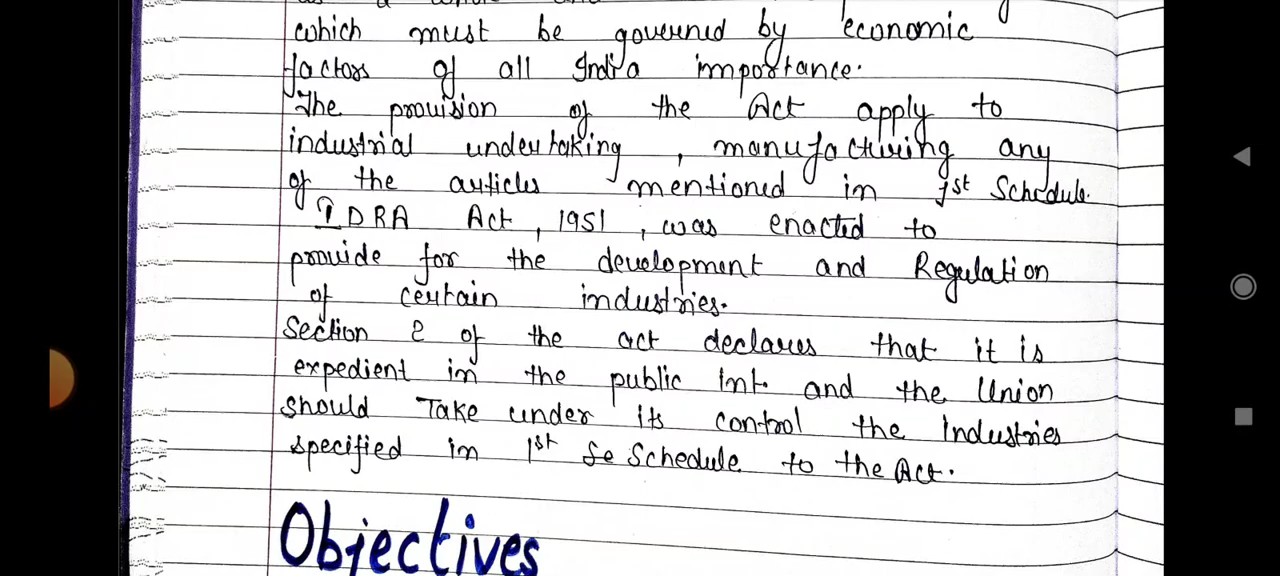 which must be governed by economic
factors of all India importance.
The provision of the Act apply to
industrial undertaking, manufacturing any
of the articles mentioned in 1st Schedule.
IDRA Act, 1951, was enacted to
provide for the development and Regulation
of certain industries.
Section 2 of the act declares that it is
expedient in the public Int. and the Union
should Take under its control the Industries
specified in 1st Se Schedule to the Act.
Objectives